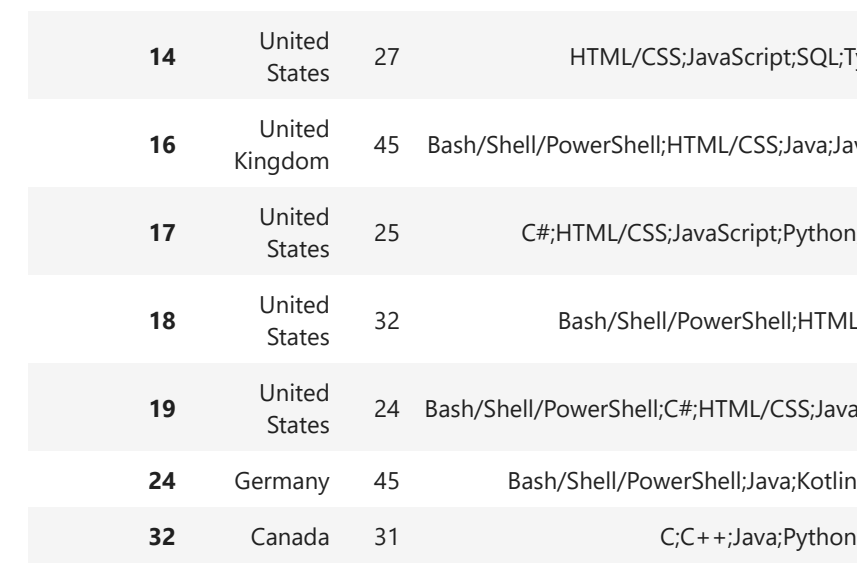 14 United States 27 HTML/CSS;JavaScript;SQL;Ty
16 United Kingdom 45 Bash/Shell/PowerShell;HTML/CSS;Java;Jav
17 United States 25 C#;HTML/CSS;JavaScript;Python
18 United States 32 Bash/Shell/PowerShell;HTML
19 United States 24 Bash/Shell/PowerShell;C#;HTML/CSS;Java
24 Germany 45 Bash/Shell/PowerShell;Java;Kotlin
32 Canada 31 C;C++;Java;Python